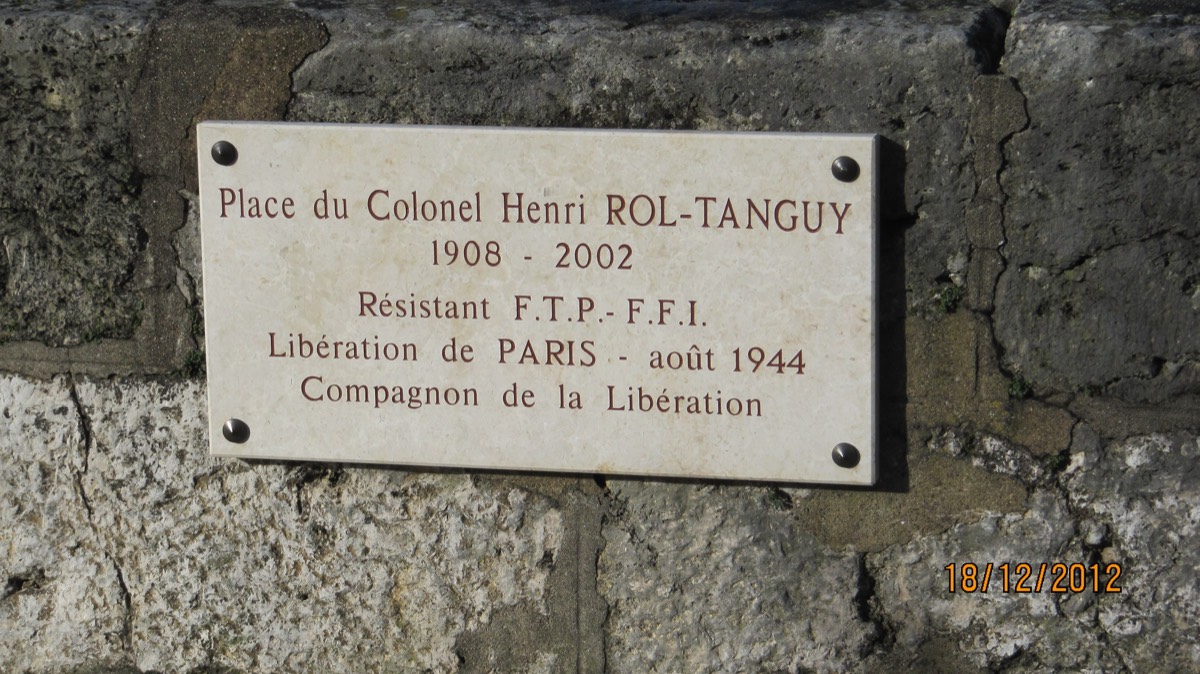 Place du Colonel Henri ROL-TANGUY
1908 - 2002
Résistant F.T.P.- F.F.I.
Libération de PARIS - août 1944
Compagnon de la Libération
18/12/2012